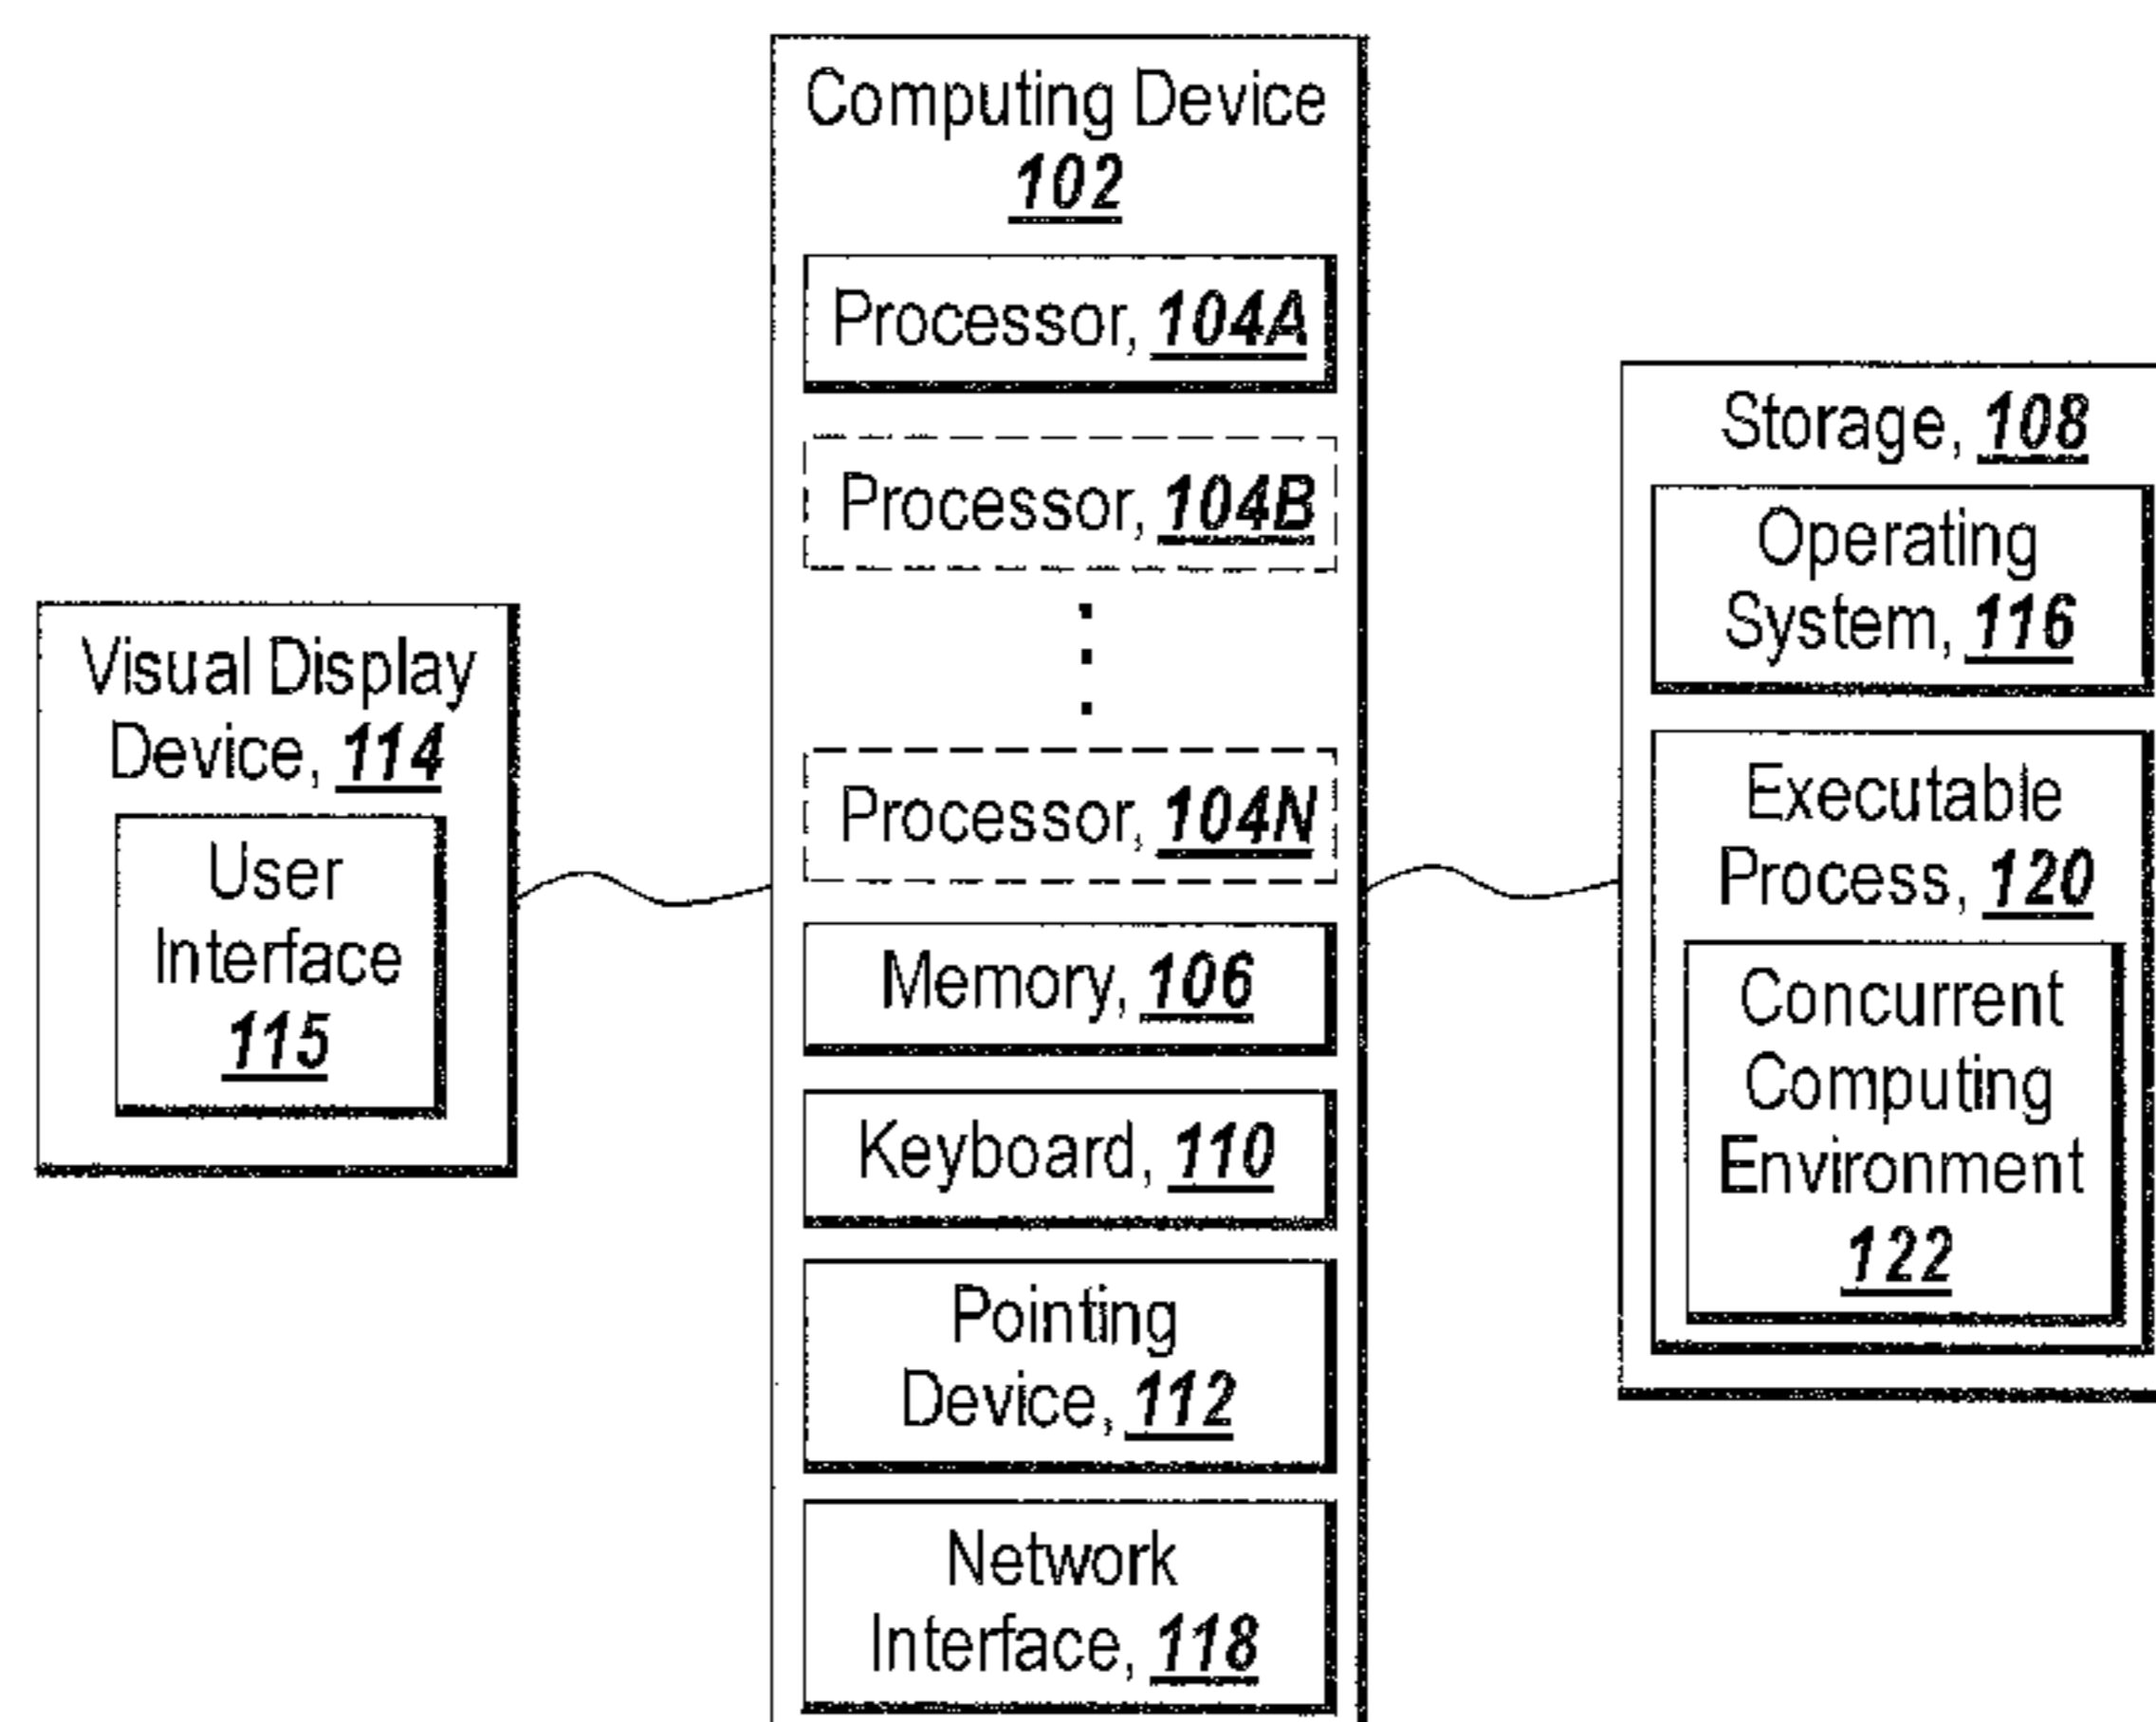 Computing Device
102
Processor, 104A
Processor, 104B
Processor, 104N
Memory, 106
Keyboard, 110
Pointing
Device, 112
Network
Interface, 118
Visual Display
Device, 114
User
Interface
115
Storage, 108
Operating
System, 116
Executable
Process, 120
Concurrent
Computing
Environment
122